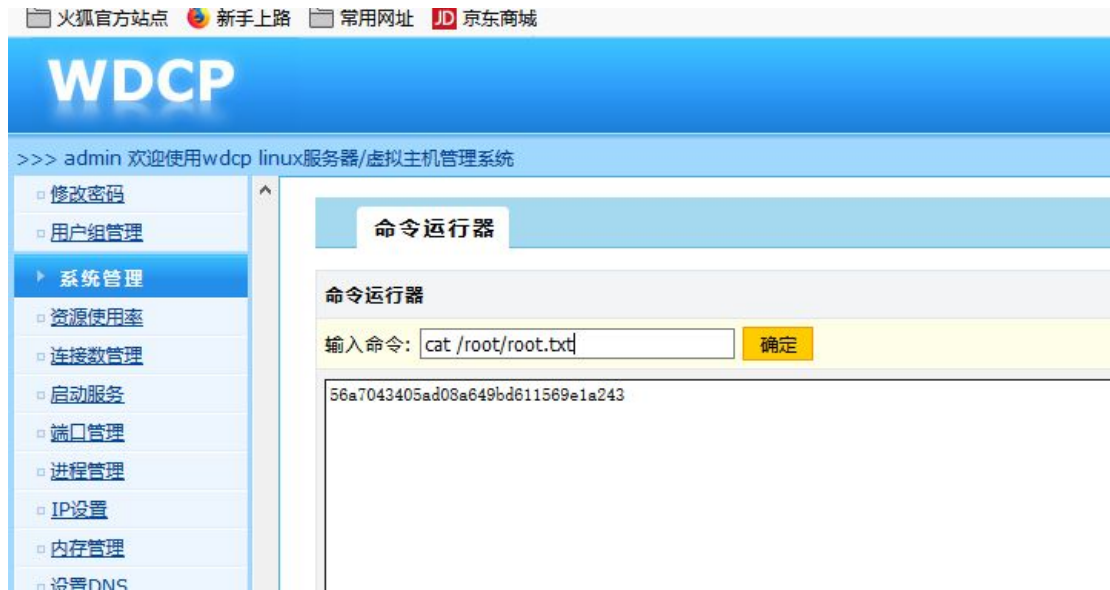 火狐官方站点 新手上路 常用网址 JD 京东商城
WDCP
>>> admin 欢迎使用wdcp linux服务器/虚拟主机管理系统
修改密码
用户组管理
系统管理
资源使用率
连接数管理
启动服务
端口管理
进程管理
IP设置
内存管理
设置DNS
命令运行器
命令运行器
输入命令: cat /root/root.txt 确定
56a7043405ad08a649bd611569e1a243